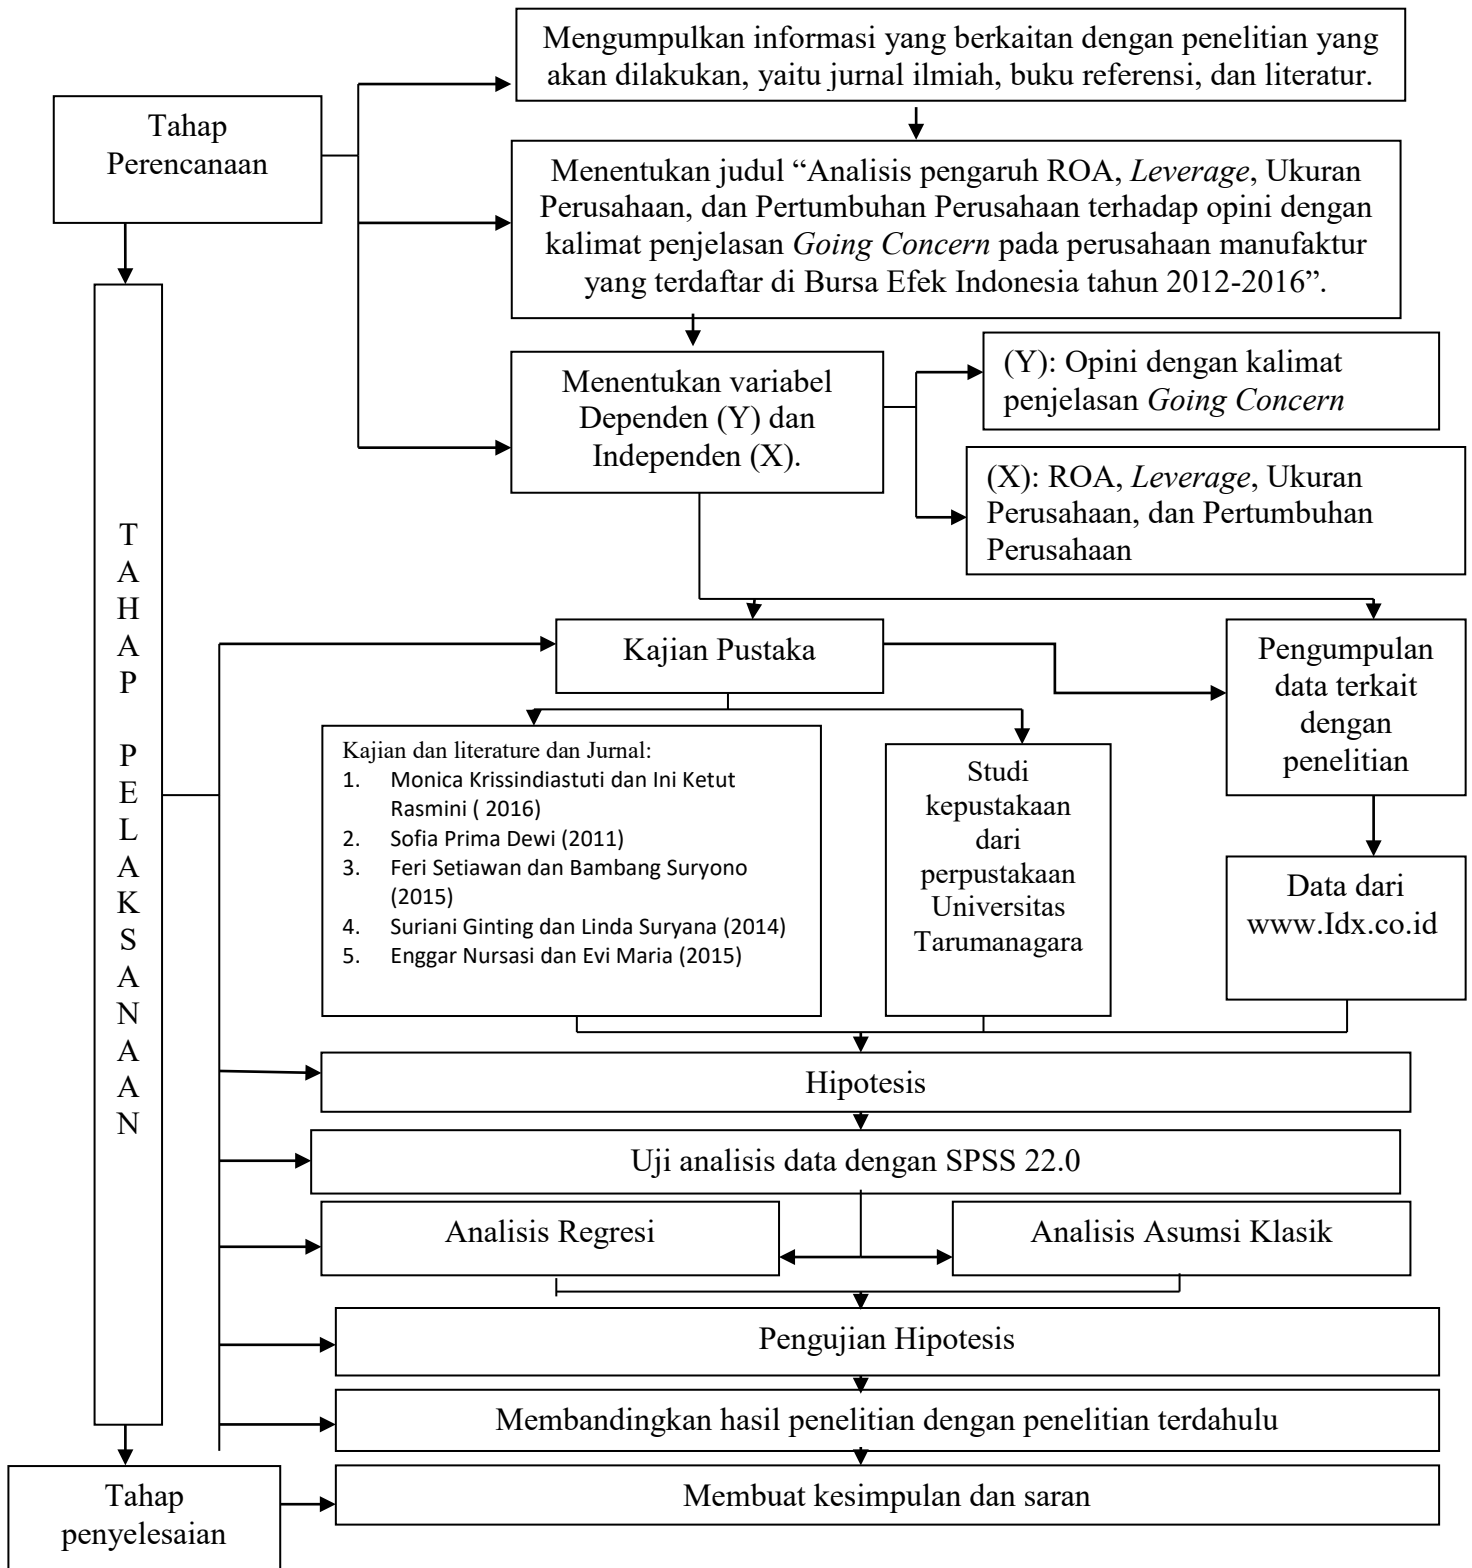 Mengumpulkan informasi yang berkaitan dengan penelitian yang
akan dilakukan, yaitu jurnal ilmiah, buku referensi, dan literatur.
Tahap
Perencanaan
Menentukan judul “Analisis pengaruh ROA, Leverage, Ukuran
Perusahaan, dan Pertumbuhan Perusahaan terhadap opini dengan
kalimat penjelasan Going Concern pada perusahaan manufaktur
yang terdaftar di Bursa Efek Indonesia tahun 2012-2016”.
Menentukan variabel
Dependen (Y) dan
Independen (X).
(Y): Opini dengan kalimat
penjelasan Going Concern
(X): ROA, Leverage, Ukuran
Perusahaan, dan Pertumbuhan
Perusahaan
T
A
H
A
P
P
E
L
A
K
S
A
N
A
A
N
Kajian Pustaka
Pengumpulan
data terkait
dengan
penelitian
Kajian dan literature dan Jurnal:
1. Monica Krissindiastuti dan Ini Ketut
Rasmini ( 2016)
2. Sofia Prima Dewi (2011)
3. Feri Setiawan dan Bambang Suryono
(2015)
4. Suriani Ginting dan Linda Suryana (2014)
5. Enggar Nursasi dan Evi Maria (2015)
Studi
kepustakaan
dari
perpustakaan
Universitas
Tarumanagara
Data dari
www.Idx.co.id
Hipotesis
Uji analisis data dengan SPSS 22.0
Analisis Regresi
Analisis Asumsi Klasik
Pengujian Hipotesis
Membandingkan hasil penelitian dengan penelitian terdahulu
Tahap
penyelesaian
Membuat kesimpulan dan saran